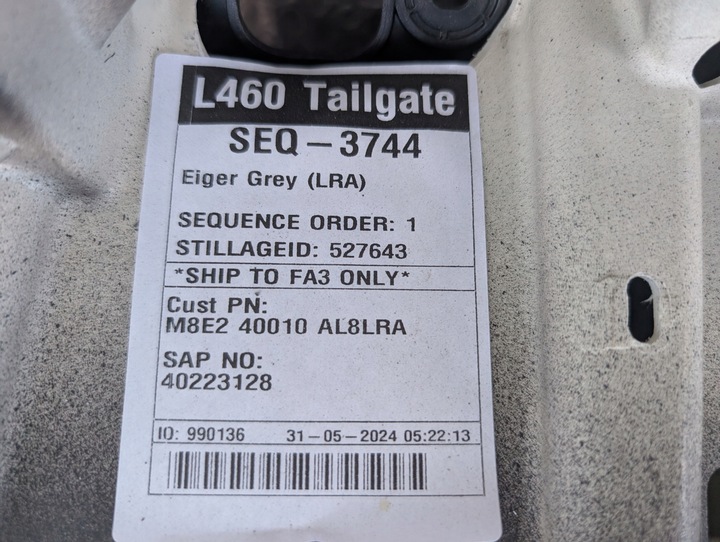 L460 Tailgate
SEQ-3744
Eiger Grey (LRA)
SEQUENCE ORDER: 1
STILLAGEID: 527643
*SHIP TO FA3 ONLY*
Cust PN:
M8E2 40010 AL8LRA
SAP NO:
40223128
ID: 990136 31-05-2024 05:22:13